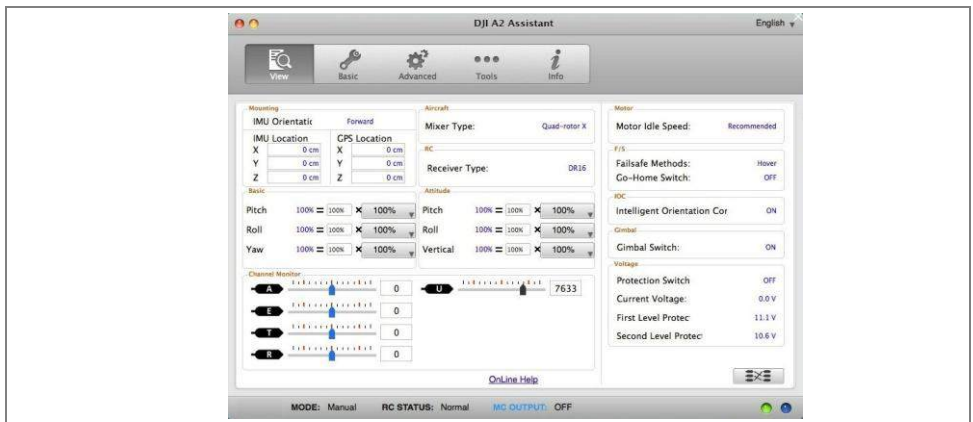 DJI A2 Assistant
English
View Basic Advanced Tools Info
Mounting
IMU Orientatic Forward
IMU Location GPS Location
X 0 cm X 0 cm
Y 0 cm Y 0 cm
Z 0 cm Z 0 cm
Basic
Pitch 100% = 100% × 100%
Roll 100% = 100% × 100%
Yaw 100% = 100% × 100%
Aircraft
Mixer Type: Quad-rotor X
RC
Receiver Type: DR16
Attitude
Pitch 100% = 100% × 100%
Roll 100% = 100% × 100%
Vertical 100% = 100% × 100%
Channel Monitor
A 0
E 0
T 0
R 0
U 7633
Motor
Motor Idle Speed: Recommended
F/S
Failsafe Methods: Hover
Go-Home Switch: OFF
IOC
Intelligent Orientation Cor ON
Gimbal
Gimbal Switch: ON
Voltage
Protection Switch OFF
Current Voltage: 0.0 V
First Level Protec 11.1 V
Second Level Protec 10.6 V
OnLine Help
MODE: Manual RC STATUS: Normal MC OUTPUT: OFF